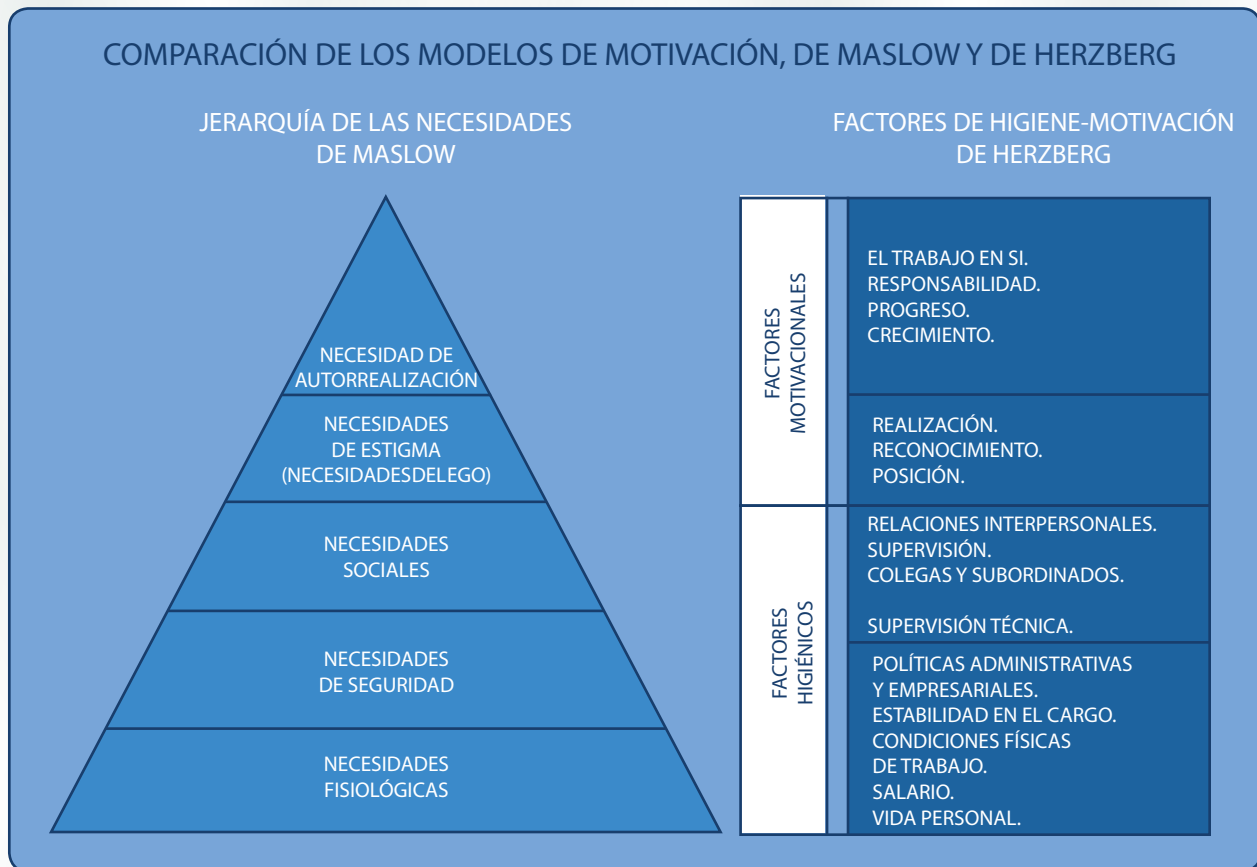 COMPARACIÓN DE LOS MODELOS DE MOTIVACIÓN, DE MASLOW Y DE HERZBERG
JERARQUÍA DE LAS NECESIDADES
DE MASLOW
NECESIDAD DE
AUTORREALIZACIÓN
NECESIDADES
DE ESTIGMA
(NECESIDADESDELEGO)
NECESIDADES
SOCIALES
NECESIDADES
DE SEGURIDAD
NECESIDADES
FISIOLÓGICAS
FACTORES DE HIGIENE-MOTIVACIÓN
DE HERZBERG
FACTORES
MOTIVACIONALES
EL TRABAJO EN SI.
RESPONSABILIDAD.
PROGRESO.
CRECIMIENTO.
REALIZACIÓN.
RECONOCIMIENTO.
POSICIÓN.
FACTORES
HIGIÉNICOS
RELACIONES INTERPERSONALES.
SUPERVISIÓN.
COLEGAS Y SUBORDINADOS.
SUPERVISIÓN TÉCNICA.
POLÍTICAS ADMINISTRATIVAS
Y EMPRESARIALES.
ESTABILIDAD EN EL CARGO.
CONDICIONES FÍSICAS
DE TRABAJO.
SALARIO.
VIDA PERSONAL.